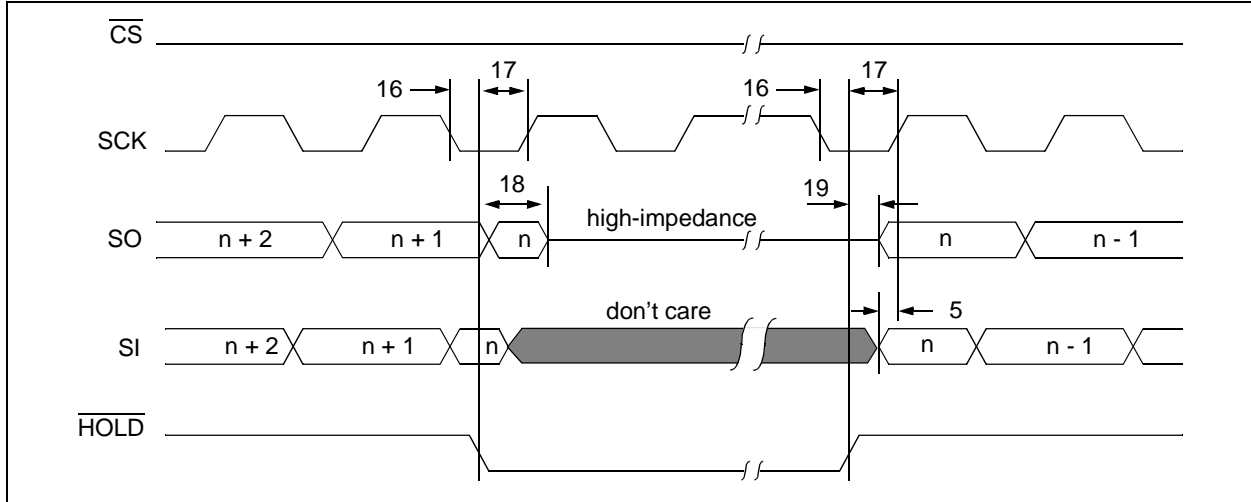 CS
16
17
16
17
SCK
18
19
SO
n + 2
n + 1
n
high-impedance
n
n - 1
don't care
5
SI
n + 2
n + 1
n
n
n - 1
HOLD